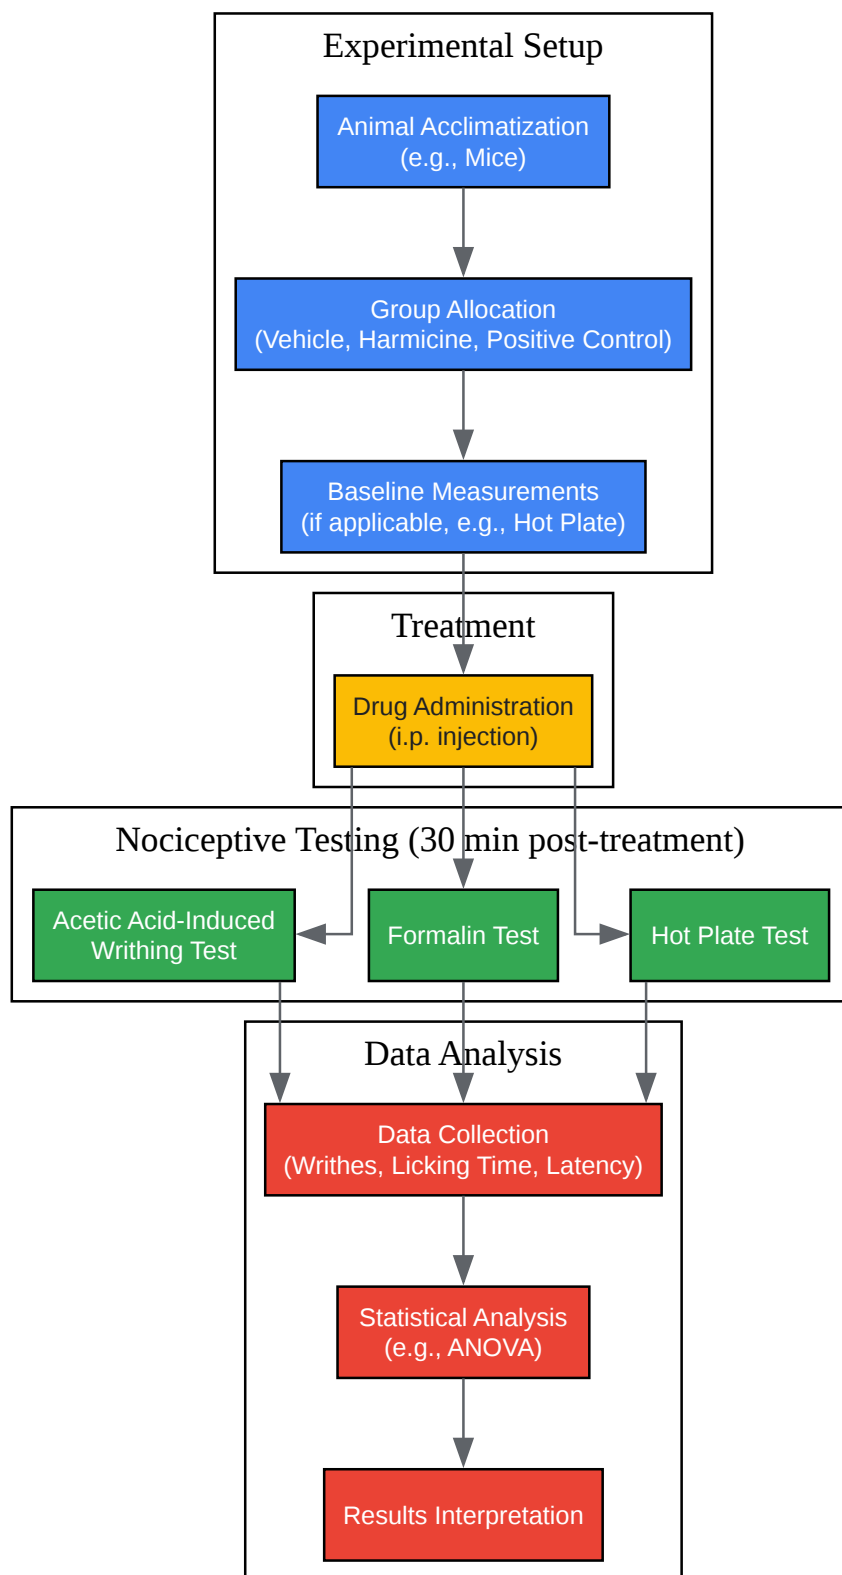 Experimental Setup
Animal Acclimatization
(e.g., Mice)
Group Allocation
(Vehicle, Harmicine, Positive Control)
Baseline Measurements
(if applicable, e.g., Hot Plate)
Treatment
Drug Administration
(i.p. injection)
Nociceptive Testing (30 min post-treatment)
Acetic Acid-Induced
Writhing Test
Formalin Test
Hot Plate Test
Data Analysis
Data Collection
(Writhes, Licking Time, Latency)
Statistical Analysis
(e.g., ANOVA)
Results Interpretation